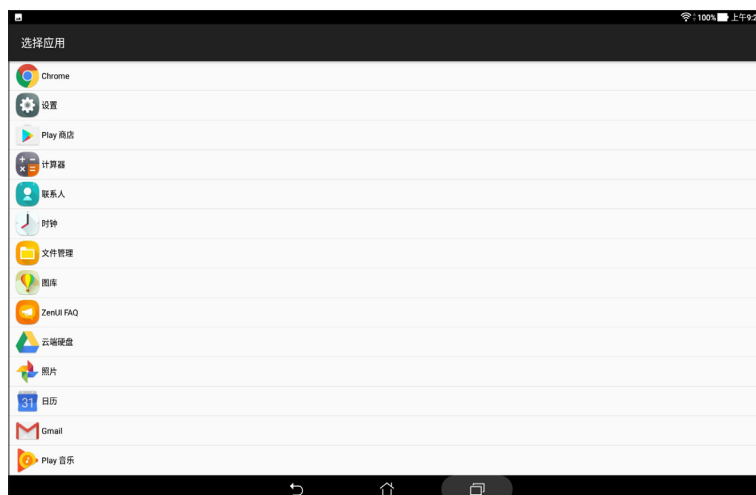 100% 上午9:2
选择应用
Chrome
设置
Play 商店
计算器
联系人
时钟
文件管理
图库
ZenUI FAQ
云端硬盘
照片
31 日历
Gmail
Play 音乐